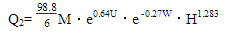 Q₂=98.8/6 M · e^0.64U · e^-0.27W · H^1.283